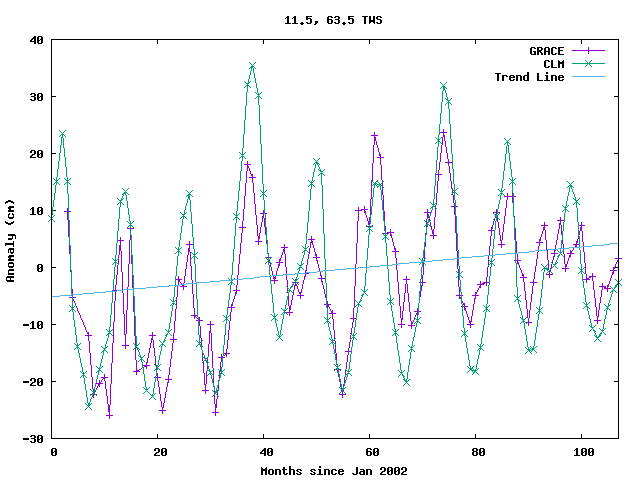 11.5, 63.5 TWS
GRACE
CLM
Trend Line
40
30
20
10
0
-10
-20
-30
Anomaly (cm)
0 20 40 60 80 100
Months since Jan 2002